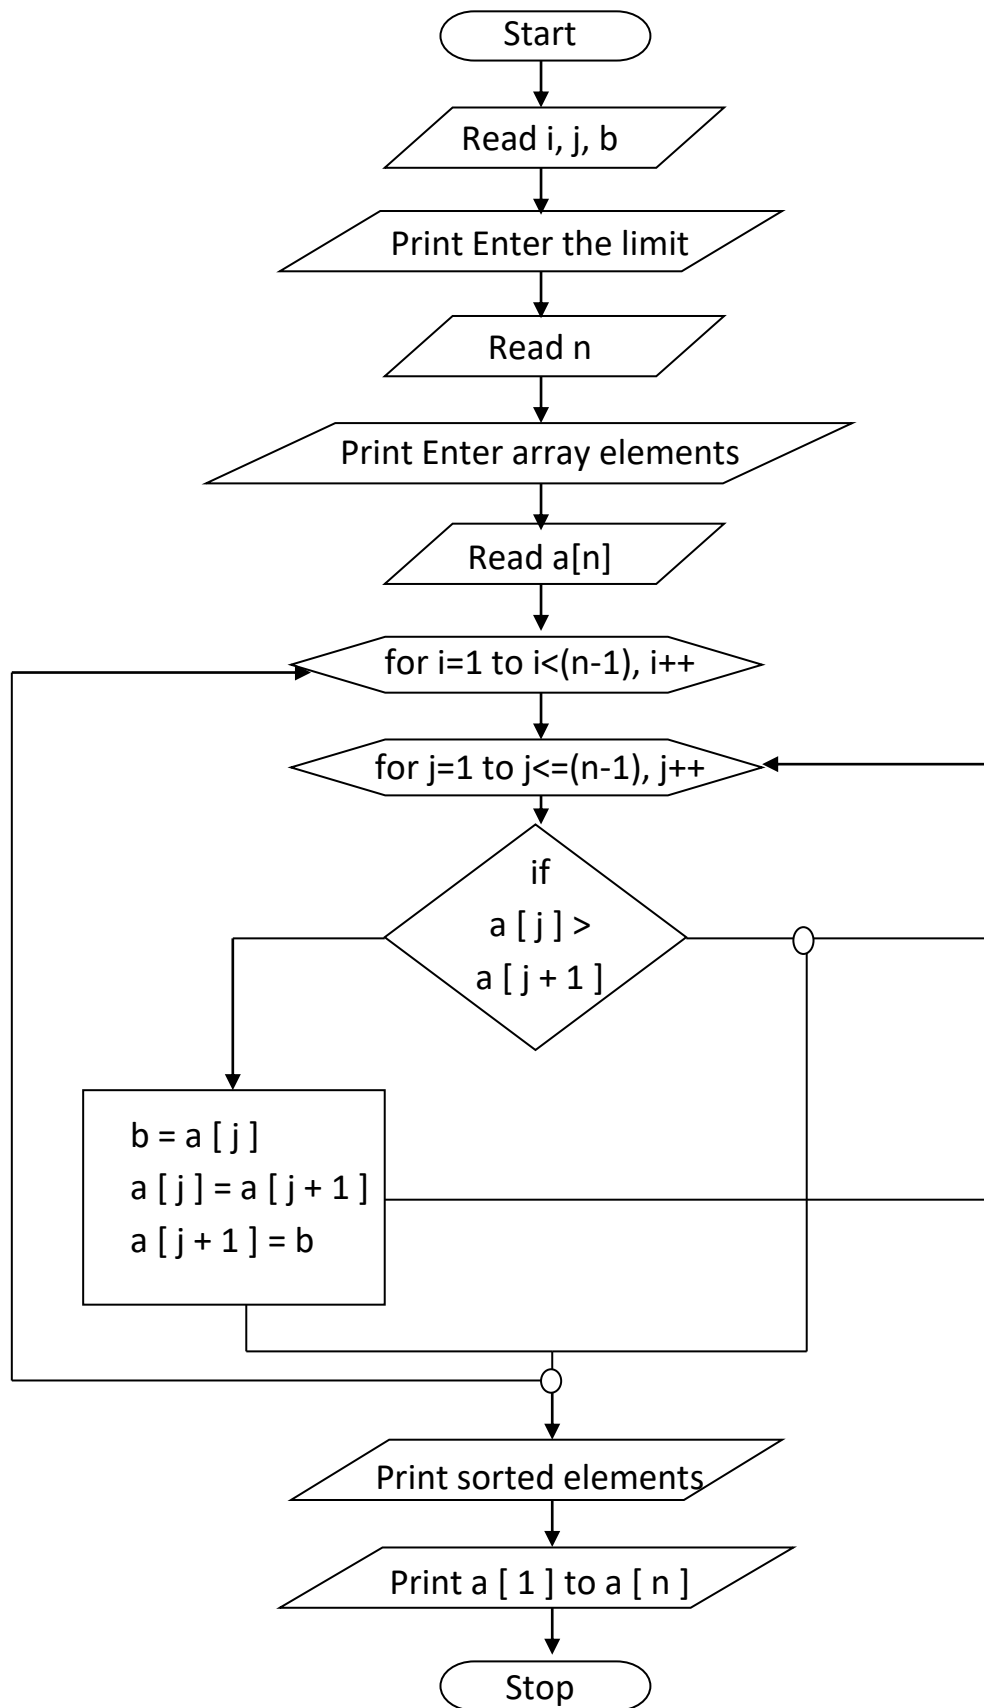 Start
Read i, j, b
Print Enter the limit
Read n
Print Enter array elements
Read a[n]
for i=1 to i<(n-1), i++
for j=1 to j<=(n-1), j++
if
a [ j ] >
a [ j + 1 ]
b = a [ j ]
a [ j ] = a [ j + 1 ]
a [ j + 1 ] = b
Print sorted elements
Print a [ 1 ] to a [ n ]
Stop